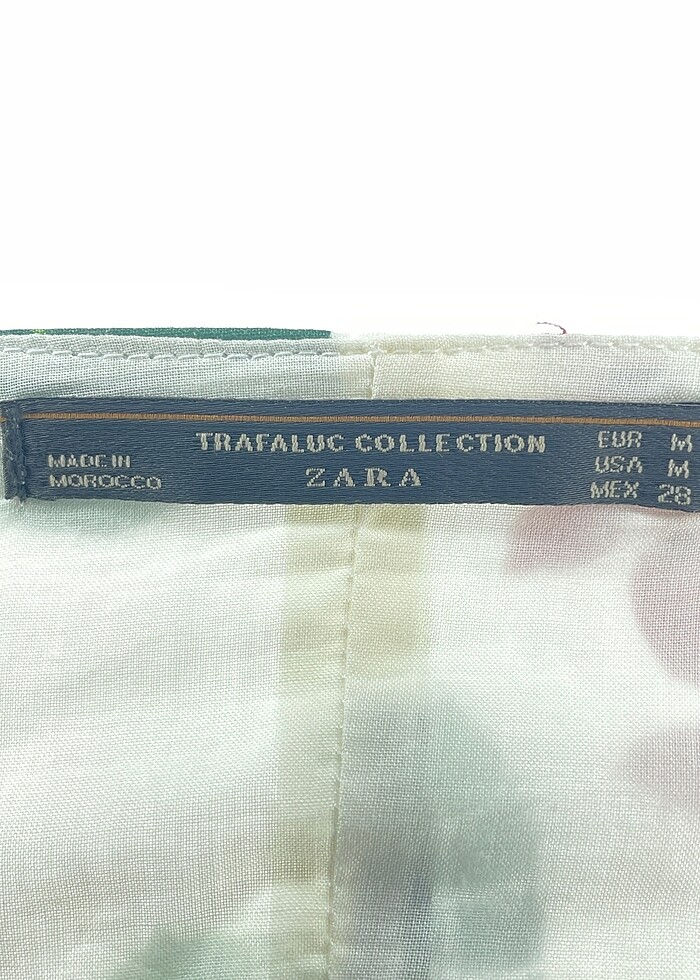 TRAFALUC COLLECTION
ZARA
MADE IN
MOROCCO
EUR M
USA M
MEX 28